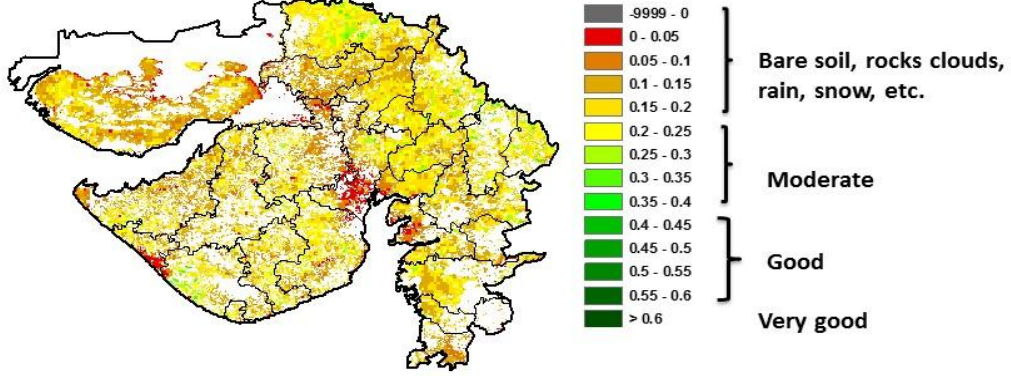 -9999 - 0
0 - 0.05
0.05 - 0.1
0.1 - 0.15
0.15 - 0.2
0.2 - 0.25
0.25 - 0.3
0.3 - 0.35
0.35 - 0.4
0.4 - 0.45
0.45 - 0.5
0.5 - 0.55
0.55 - 0.6
> 0.6
Bare soil, rocks clouds,
rain, snow, etc.
Moderate
Good
Very good